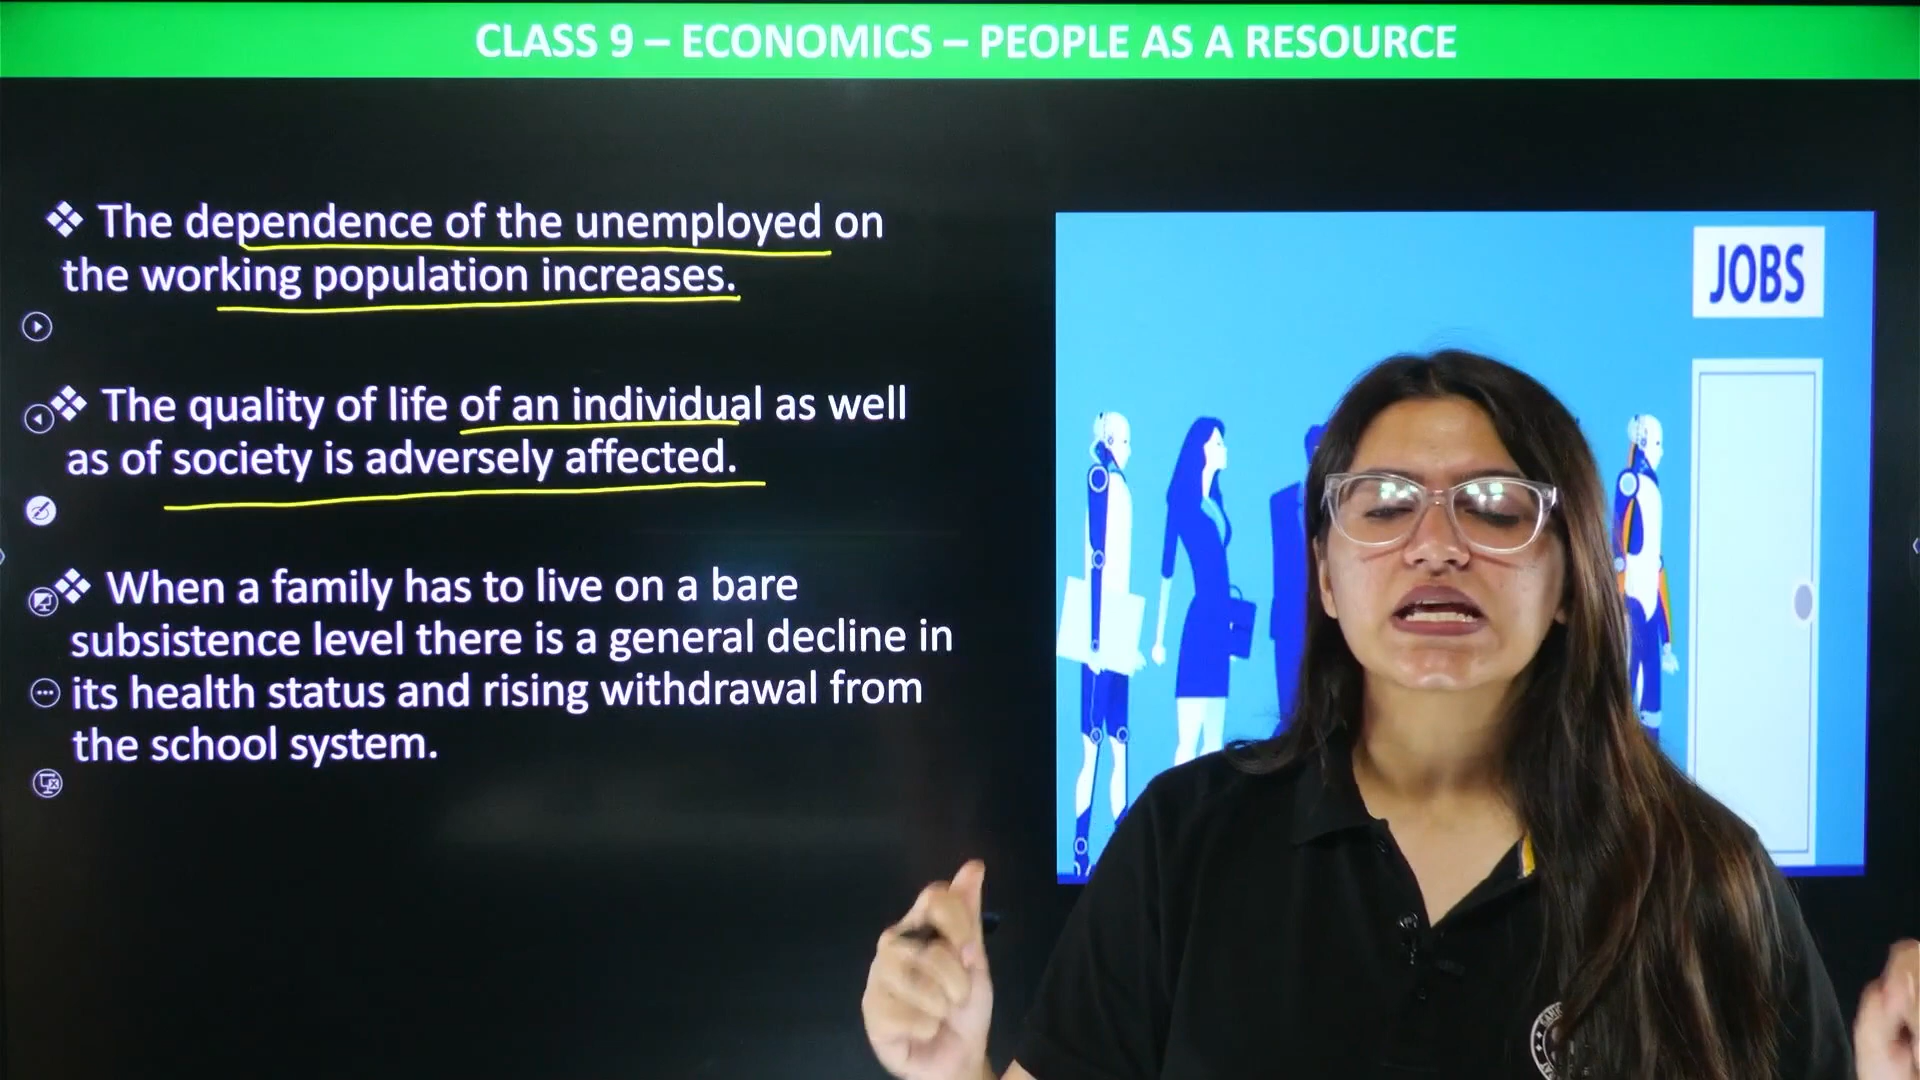 CLASS 9 – ECONOMICS – PEOPLE AS A RESOURCE
❖ The dependence of the unemployed on
the working population increases.
❖ The quality of life of an individual as well
as of society is adversely affected.
❖ When a family has to live on a bare
subsistence level there is a general decline in
its health status and rising withdrawal from
the school system.
JOBS